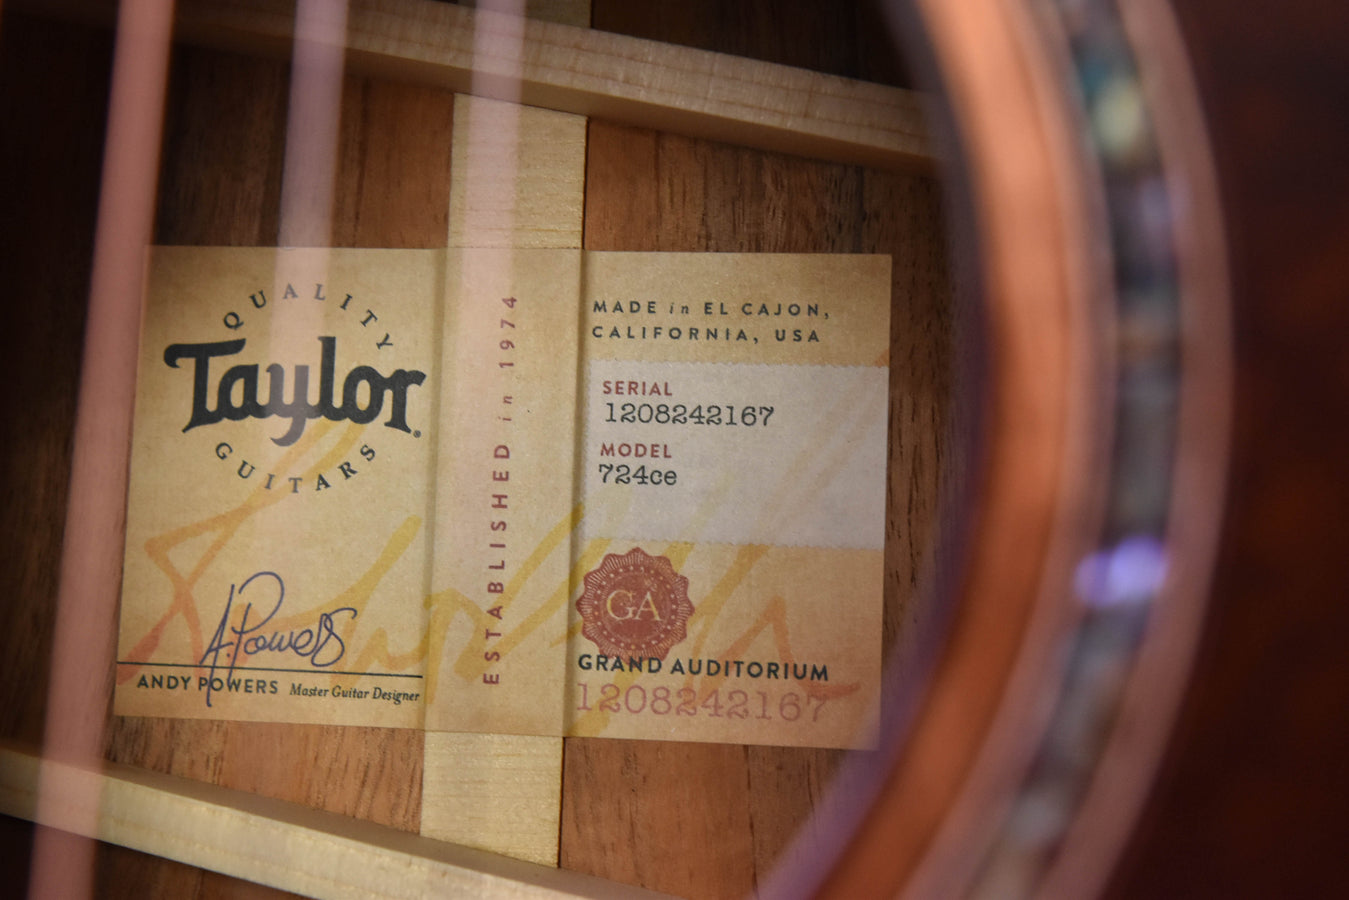 QUALITY
Taylor®
GUITARS
A. Powers
ANDY POWERS Master Guitar Designer
ESTABLISHED in 1974
MADE in EL CAJON,
CALIFORNIA, USA
SERIAL
1208242167
MODEL
724ce
GA
GRAND AUDITORIUM
1208242167